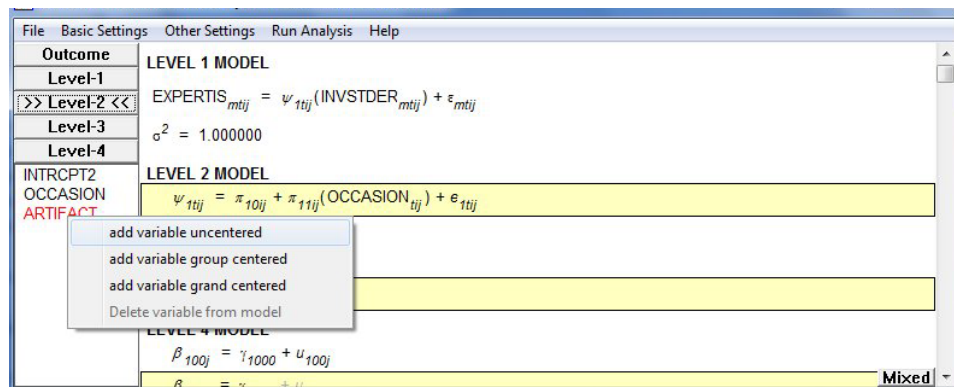 File Basic Settings Other Settings Run Analysis Help
Outcome
Level-1
>> Level-2 <<
Level-3
Level-4
INTRCPT2
OCCASION
ARTIFACT
LEVEL 1 MODEL
EXPERTIS_mtij = ψ_1tij(INVSTDER_mtij) + ε_mtij
σ² = 1.000000
LEVEL 2 MODEL
ψ_1tij = π_10ij + π_11ij(OCCASION_tij) + e_1tij
add variable uncentered
add variable group centered
add variable grand centered
Delete variable from model
LEVEL 4 MODEL
β_100j = γ_1000 + u_100j
Mixed